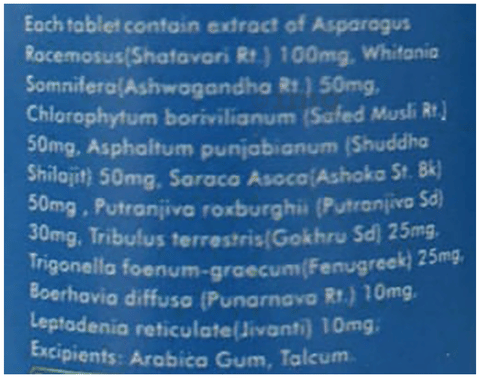 Each tablet contain extract of Asparagus
Racemosus(Shatavari Rt.) 100mg, Whitania
Somnifera(Ashwagandha Rt.) 50mg,
Chlorophytum borivilianum (Safed Musli Rt.)
50mg, Asphaltum punjabianum (Shuddha
Shilajit) 50mg, Saraca Asoca(Ashoka St. Bk)
50mg , Putranjiva roxburghii (Putranjiva Sd)
30mg, Tribulus terrestris(Gokhru Sd) 25mg,
Trigonella foenum-graecum(Fenugreek) 25mg,
Boerhavia diffusa (Punarnava Rt.) 10mg,
Leptadenia reticulate(Jivanti) 10mg;
Excipients: Arabica Gum, Talcum.